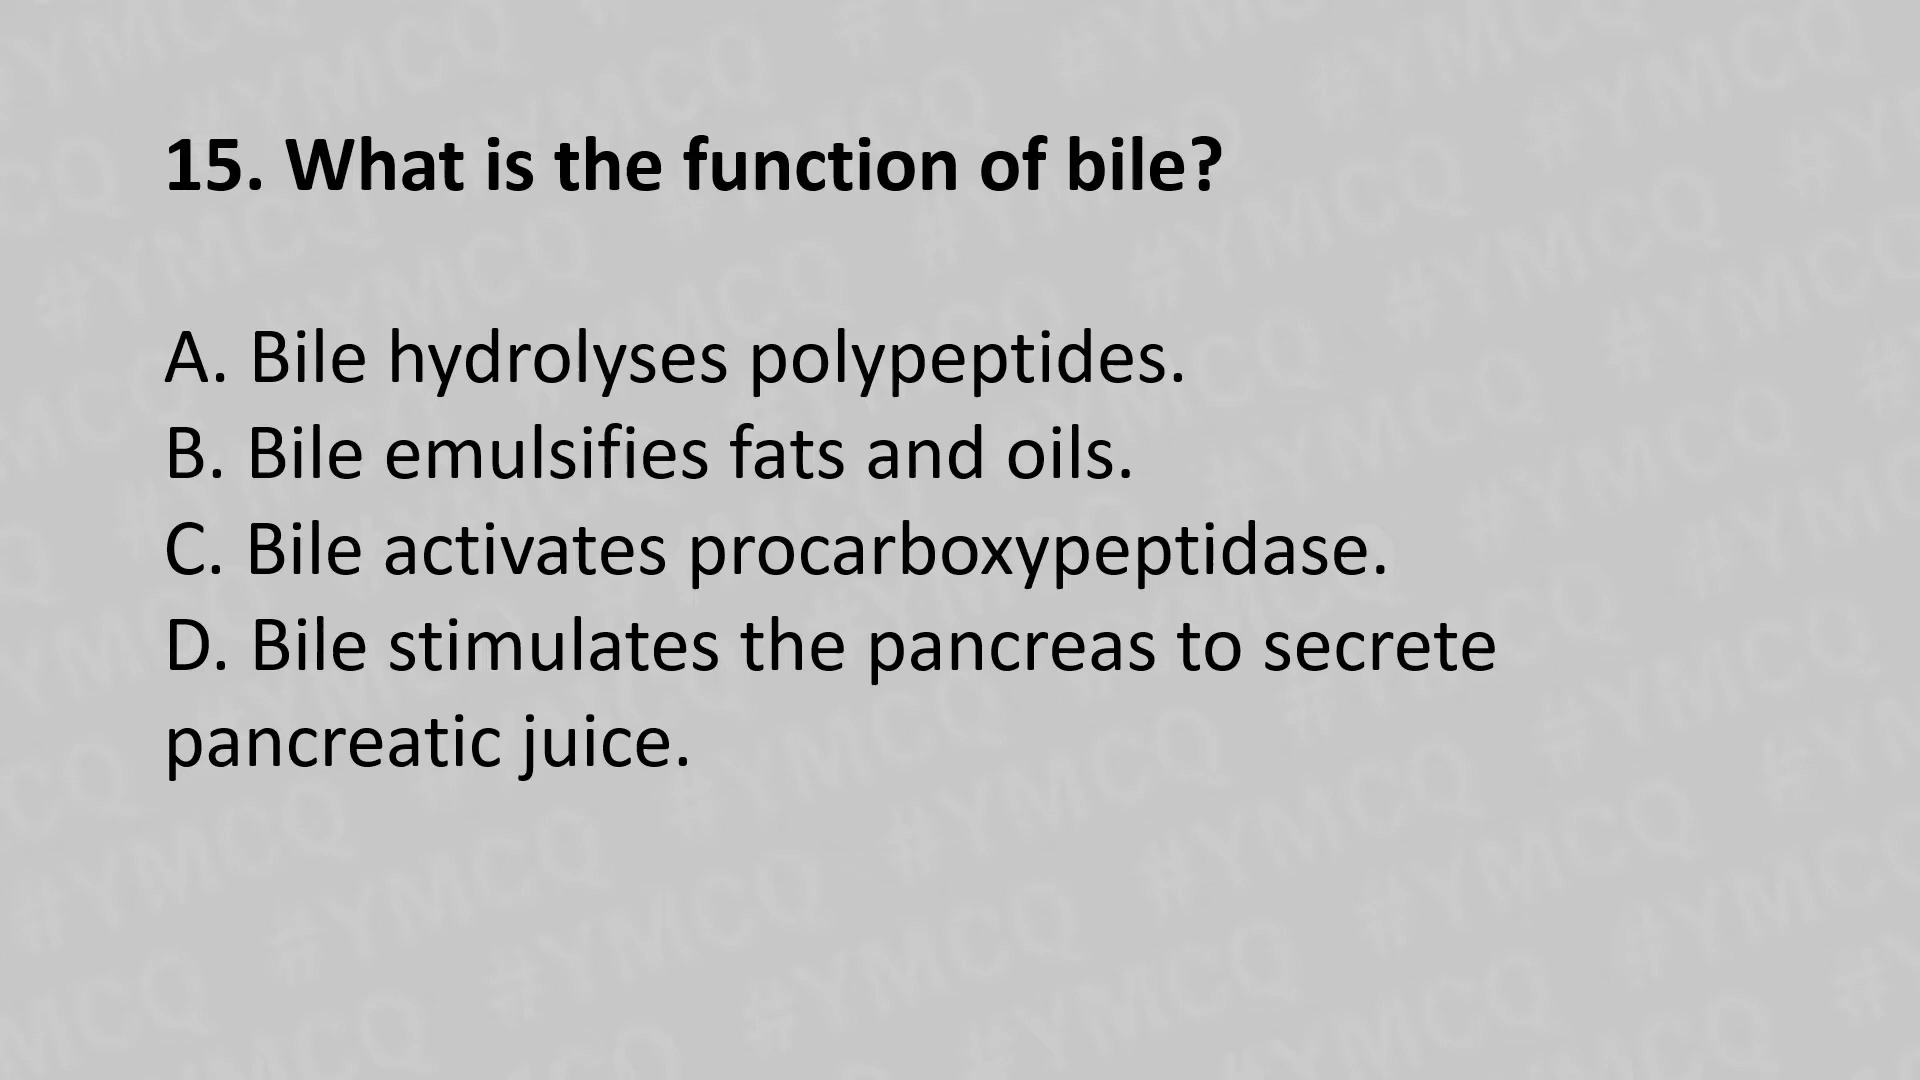 15. What is the function of bile?
A. Bile hydrolyses polypeptides.
B. Bile emulsifies fats and oils.
C. Bile activates procarboxypeptidase.
D. Bile stimulates the pancreas to secrete
pancreatic juice.
#YMCQ